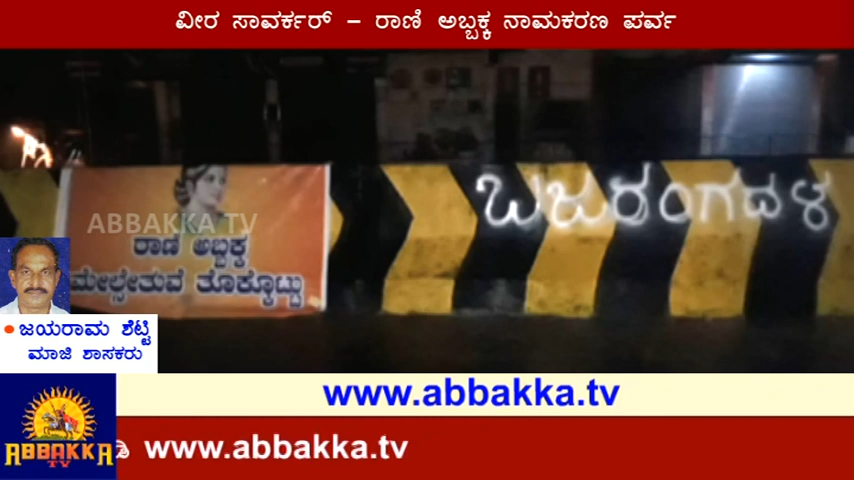 ವೀರ ಸಾವರ್ಕರ್ – ರಾಣಿ ಅಬ್ಬಕ್ಕ ನಾಮಕರಣ ಪರ್ವ
ABBAKKA TV
ರಾಣಿ ಅಬ್ಬಕ್ಕ
ಮೇಲ್ಸೇತುವೆ ತೊಕ್ಕೊಟ್ಟು
ಬಜರಂಗದಳ
ಜಯರಾಮ ಶೆಟ್ಟಿ
ಮಾಜಿ ಶಾಸಕರು
www.abbakka.tv
ABBAKKA
TV
ಡಿ www.abbakka.tv